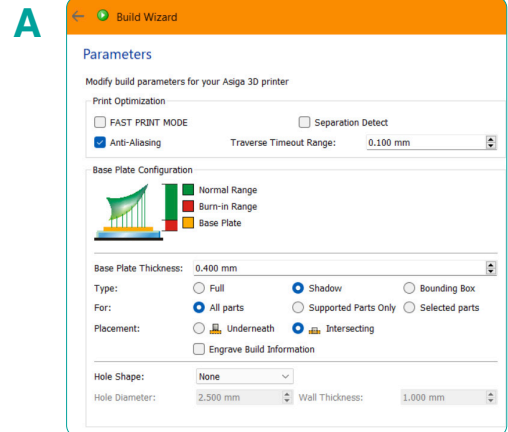 A
Build Wizard
Parameters
Modify build parameters for your Asiga 3D printer
Print Optimization
FAST PRINT MODE Separation Detect
Anti-Aliasing Traverse Timeout Range: 0.100 mm
Base Plate Configuration
Normal Range
Burn-in Range
Base Plate
Base Plate Thickness: 0.400 mm
Type: Full Shadow Bounding Box
For: All parts Supported Parts Only Selected parts
Placement: Underneath Intersecting
Engrave Build Information
Hole Shape: None
Hole Diameter: 2.500 mm Wall Thickness: 1.000 mm